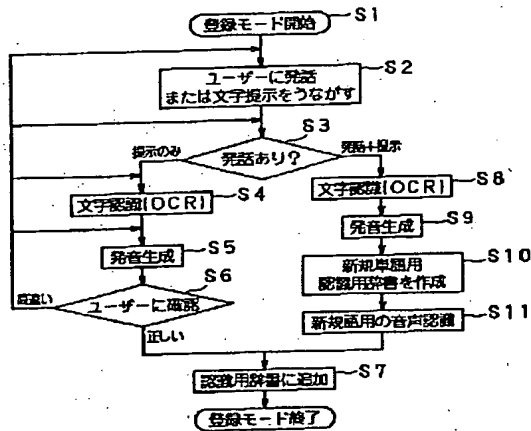 登録モード開始
S1
ユーザーに発話
または文字提示をうながす
S2
発話あり？
S3
提示のみ
発話+提示
文字認識(OCR)
S4
文字認識(OCR)
S8
発音生成
S5
発音生成
S9
ユーザーに確認
S6
間違い
正しい
新規単語用
認識用辞書を作成
S10
新規語用の音声認識
S11
認識用辞書に追加
S7
登録モード終了